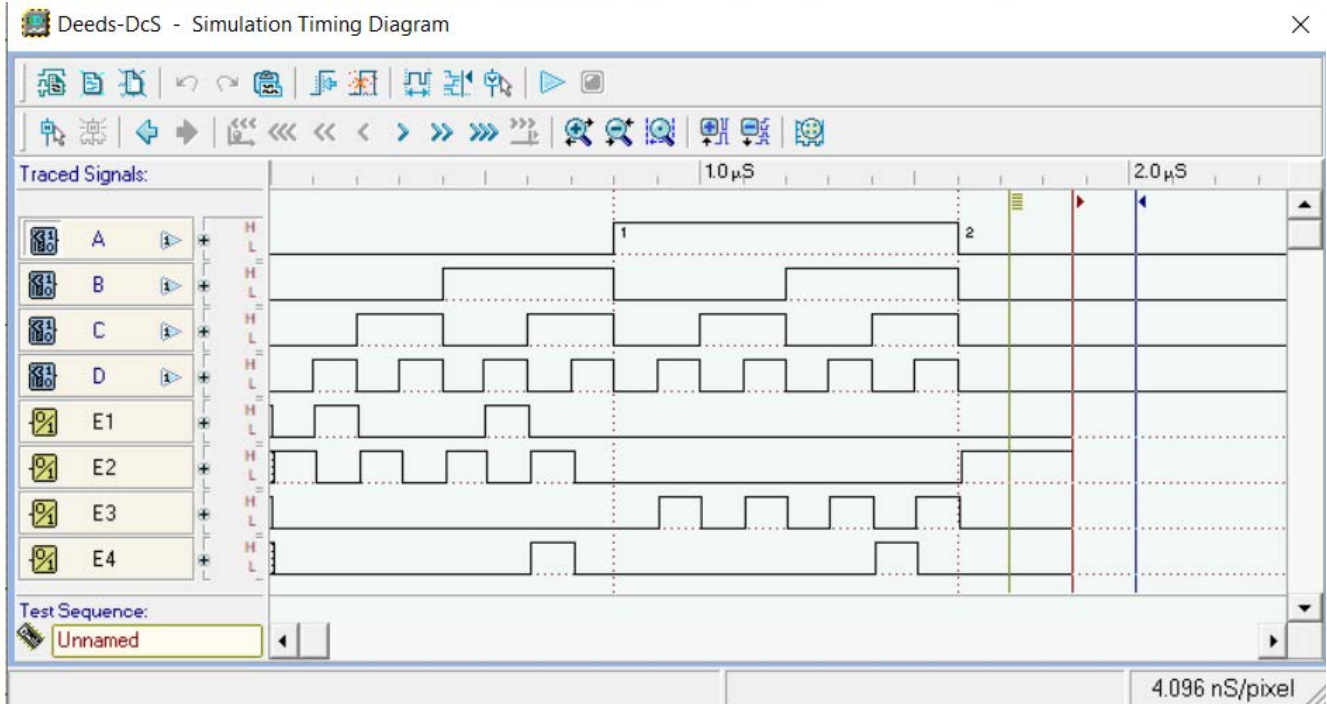 Deeds-DcS - Simulation Timing Diagram
Traced Signals:
1.0 µS
2.0 µS
A
H
L
1
2
B
H
L
C
H
L
D
H
L
E1
H
L
E2
H
L
E3
H
L
E4
H
L
Test Sequence:
Unnamed
4.096 nS/pixel